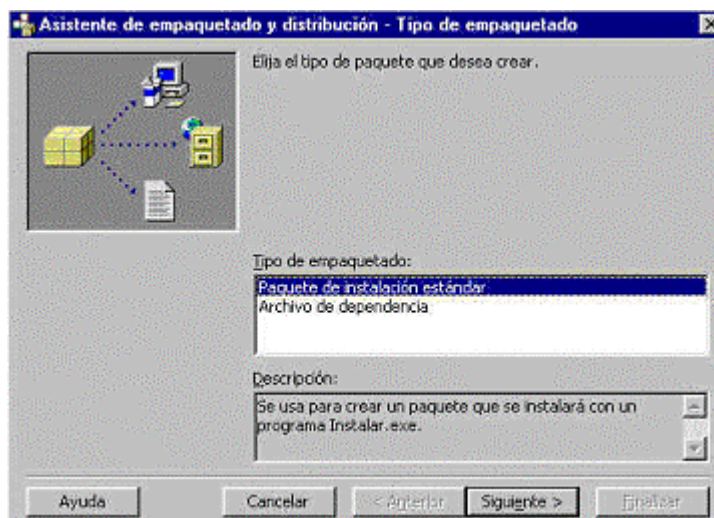 Asistente de empaquetado y distribución - Tipo de empaquetado
Elija el tipo de paquete que desea crear.
Tipo de empaquetado:
Paquete de instalación estándar
Archivo de dependencia
Descripción:
Se usa para crear un paquete que se instalará con un
programa Instalar.exe.
Ayuda
Cancelar
< Anterior
Siguiente >
Finalizar